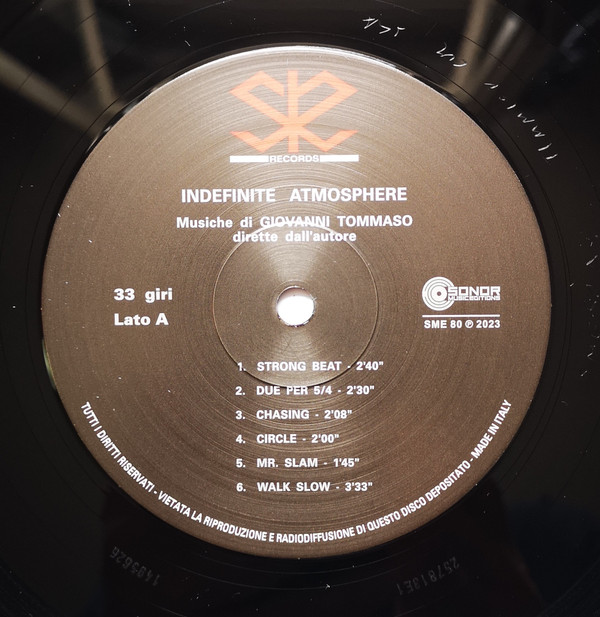 RECORDS
INDEFINITE ATMOSPHERE
Musiche di GIOVANNI TOMMASO
dirette dall'autore
33 giri
Lato A
SONOR
MUSIC EDITIONS
SME 80 ℗ 2023
1. STRONG BEAT - 2'40"
2. DUE PER 5/4 - 2'30"
3. CHASING - 2'08"
4. CIRCLE - 2'00"
5. MR. SLAM - 1'45"
6. WALK SLOW - 3'33"
TUTTI I DIRITTI RISERVATI - VIETATA LA RIPRODUZIONE E RADIODIFFUSIONE DI QUESTO DISCO DEPOSITATO - MADE IN ITALY